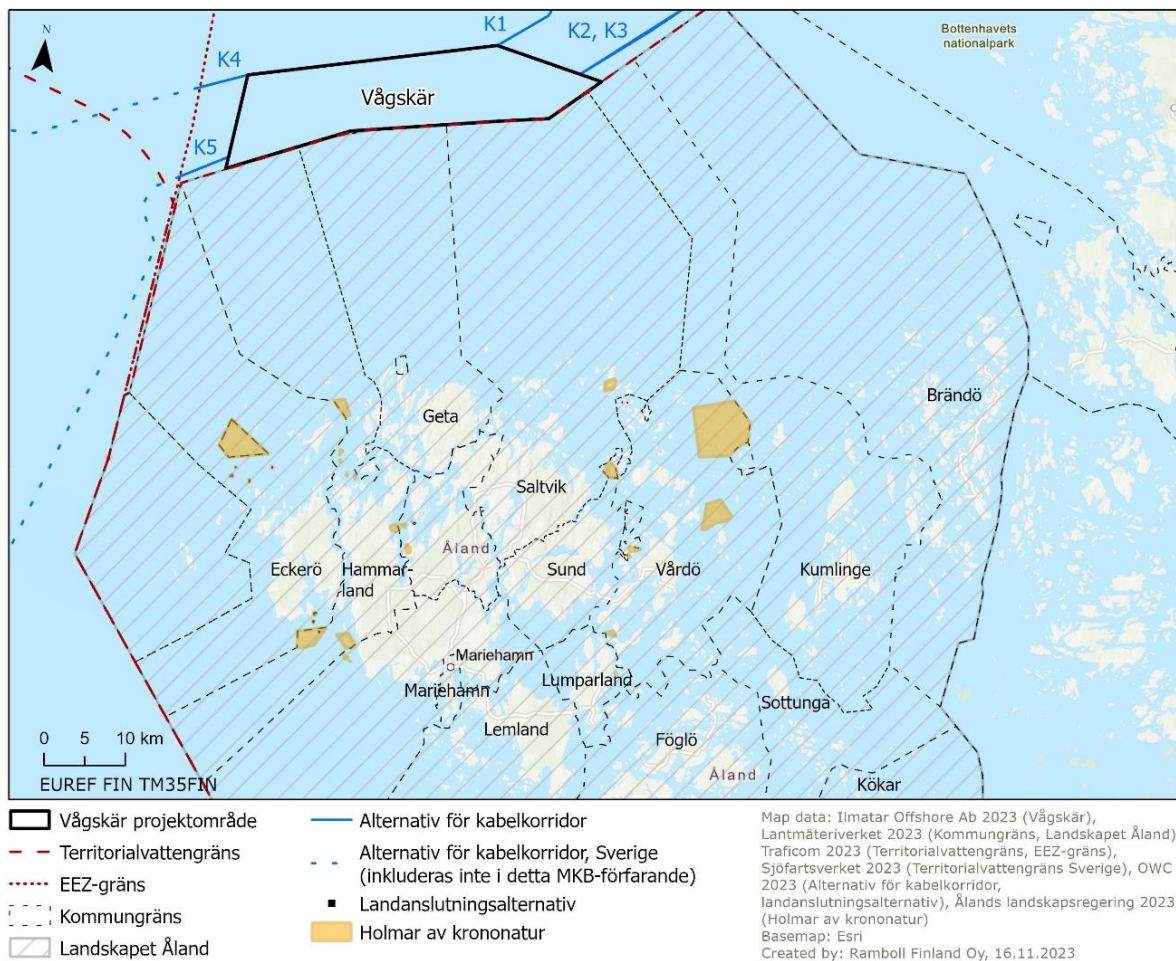 N
Bottenhavets
nationalpark
K1
K2, K3
K4
Vågskär
K5
Brändö
Geta
Saltvik
Åland
Eckerö
Hammar-
land
Sund
Vårdö
Kumlinge
Mariehamn
Mariehamn
Lumparland
Lemland
Sottunga
Föglö
Åland
Kökar
0 5 10 km
EUREF FIN TM35FIN
Vågskär projektområde
Territorialvattengräns
EEZ-gräns
Kommungräns
Landskapet Åland
Alternativ för kabelkorridor
Alternativ för kabelkorridor, Sverige
(inkluderas inte i detta MKB-förfarande)
Landanslutningsalternativ
Holmar av krononatur
Map data: Ilmatar Offshore Ab 2023 (Vågskär),
Lantmäteriverket 2023 (Kommungräns, Landskapet Åland)
Traficom 2023 (Territorialvattengräns, EEZ-gräns),
Sjöfartsverket 2023 (Territorialvattengräns Sverige), OWC
2023 (Alternativ för kabelkorridor,
landanslutningsalternativ), Ålands landskapsregering 2023
(Holmar av krononatur)
Basemap: Esri
Created by: Ramboll Finland Oy, 16.11.2023